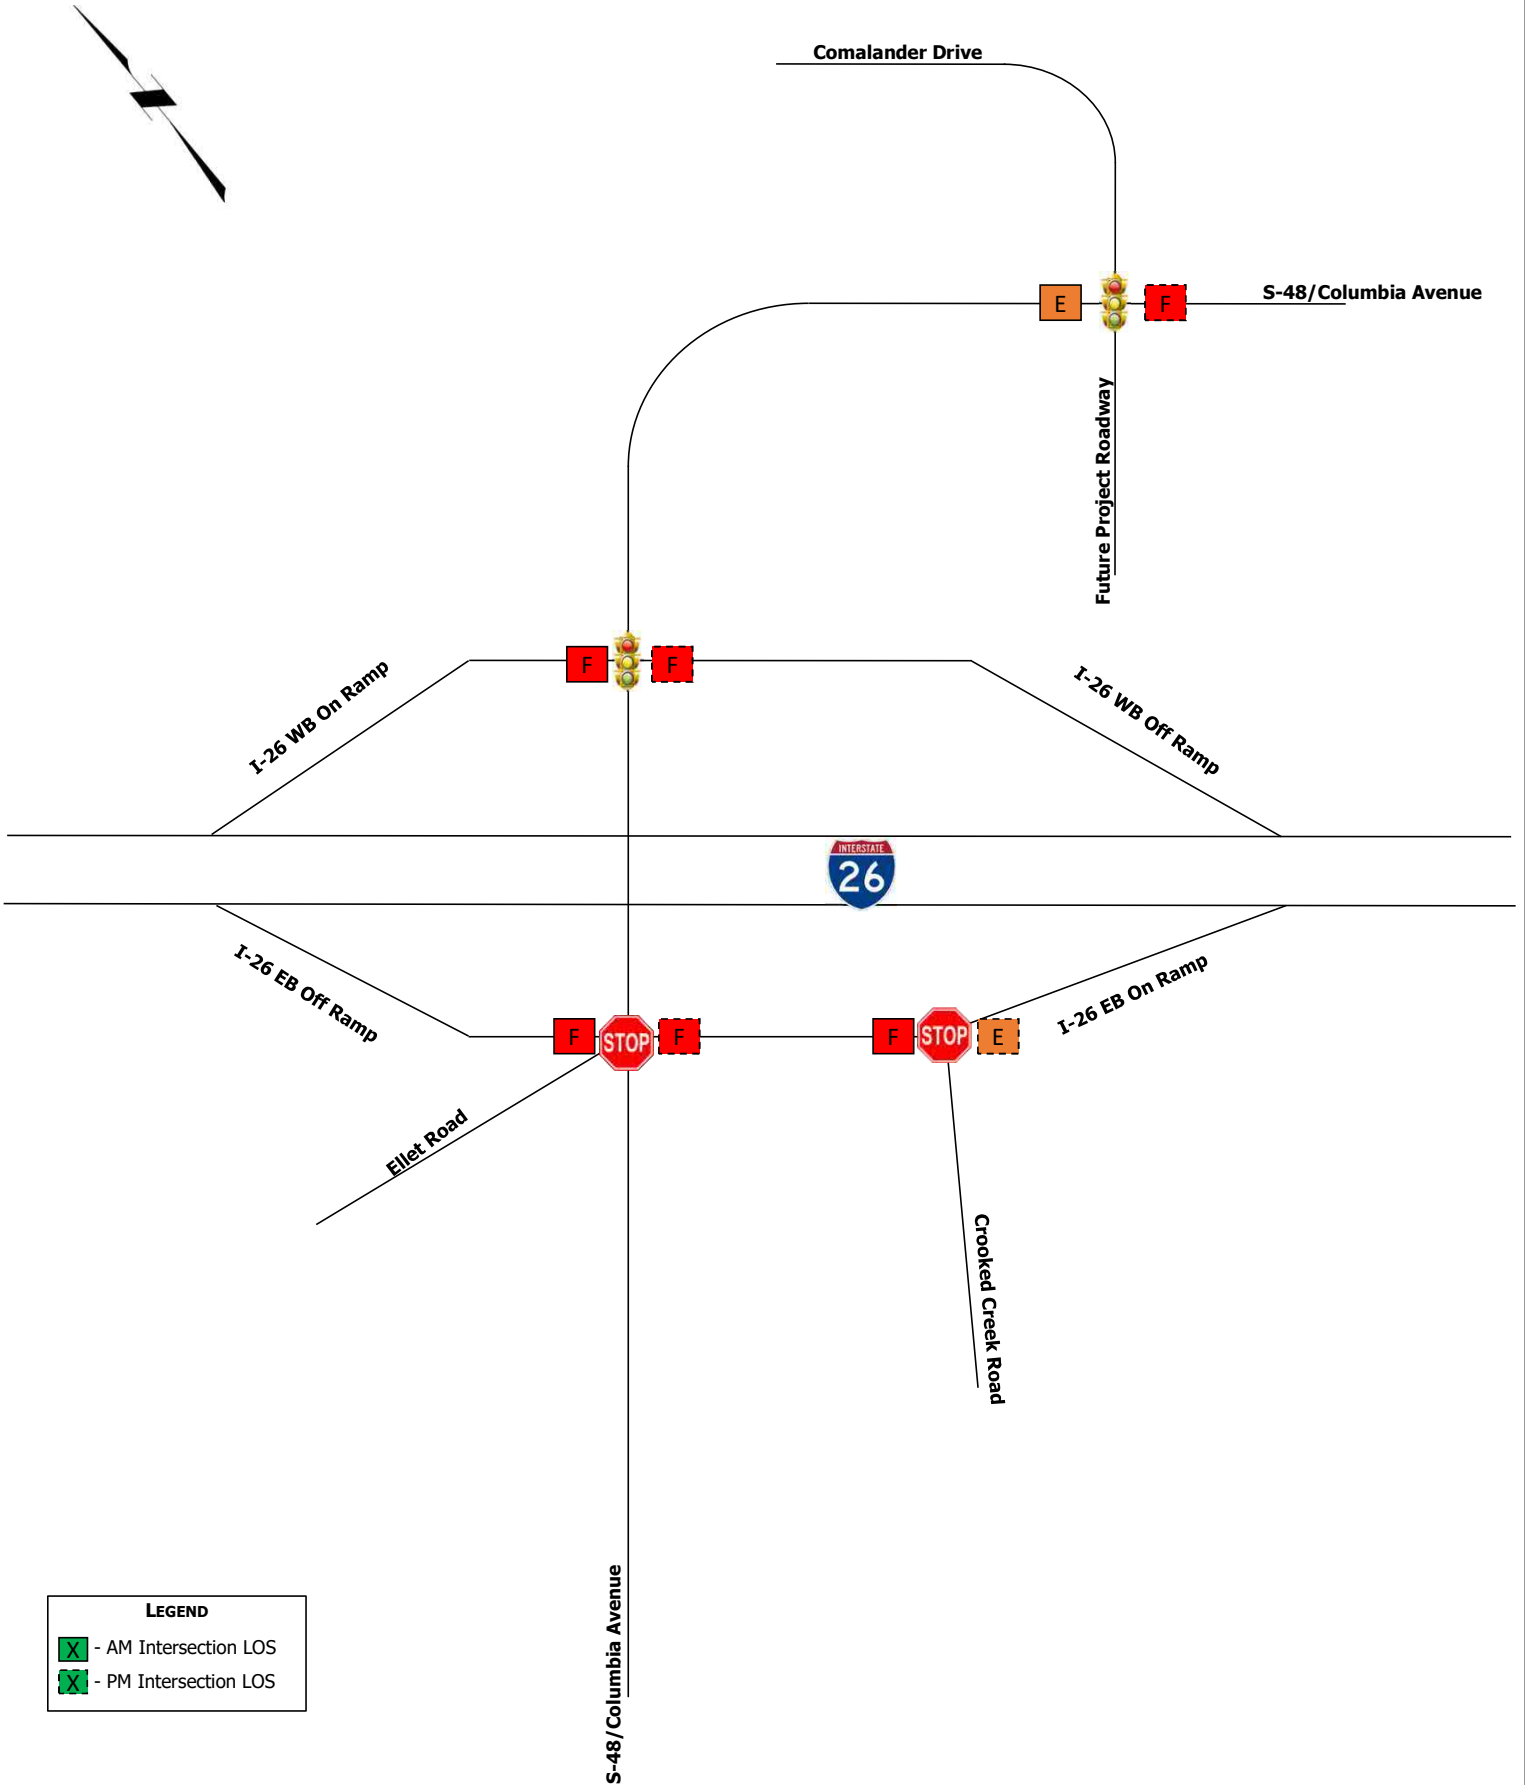 Comalander Drive
S-48/Columbia Avenue
E
F
Future Project Roadway
F
F
I-26 WB On Ramp
I-26 WB Off Ramp
INTERSTATE
26
I-26 EB Off Ramp
I-26 EB On Ramp
F
STOP
F
F
STOP
E
Ellet Road
Crooked Creek Road
S-48/Columbia Avenue
LEGEND
X - AM Intersection LOS
X - PM Intersection LOS